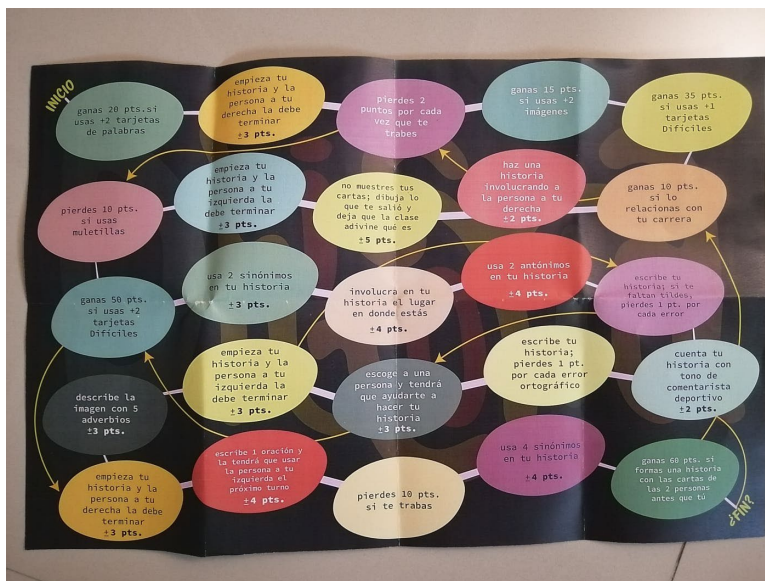 INICIO
ganas 20 pts.si
usas +2 tarjetas
de palabras
empieza tu
historia y la
persona a tu
derecha la debe
terminar
±3 pts.
pierdes 2
puntos por cada
vez que te
trabes
ganas 15 pts.
si usas +2
imágenes
ganas 35 pts.
si usas +1
tarjetas
Difíciles
pierdes 10 pts.
si usas
muletillas
empieza tu
historia y la
persona a tu
izquierda la
debe terminar
±3 pts.
no muestres tus
cartas; dibuja lo
que te salió y
deja que la clase
adivine qué es
±5 pts.
haz una
historia
involucrando a
la persona a tu
derecha
±2 pts.
ganas 10 pts.
si lo
relacionas con
tu carrera
ganas 50 pts.
si usas +2
tarjetas
Difíciles
usa 2 sinónimos
en tu historia
±3 pts.
involucra en tu
historia el lugar
en donde estás
±4 pts.
usa 2 antónimos
en tu historia
±4 pts.
escribe tu
historia; si te
faltan tildes,
pierdes 1 pt. por
cada error
describe la
imagen con 5
adverbios
±3 pts.
empieza tu
historia y la
persona a tu
izquierda la
debe terminar
±3 pts.
escoge a una
persona y tendrá
que ayudarte a
hacer tu
historia
±3 pts.
escribe tu
historia;
pierdes 1 pt.
por cada error
ortográfico
cuenta tu
historia con
tono de
comentarista
deportivo
±2 pts.
empieza tu
historia y la
persona a tu
derecha la debe
terminar
±3 pts.
escribe 1 oración y
la tendrá que usar
la persona a tu
izquierda el
próximo turno
±4 pts.
pierdes 10 pts.
si te trabas
usa 4 sinónimos
en tu historia
±4 pts.
ganas 60 pts. si
formas una historia
con las cartas de
las 2 personas
antes que tú
¿FIN?